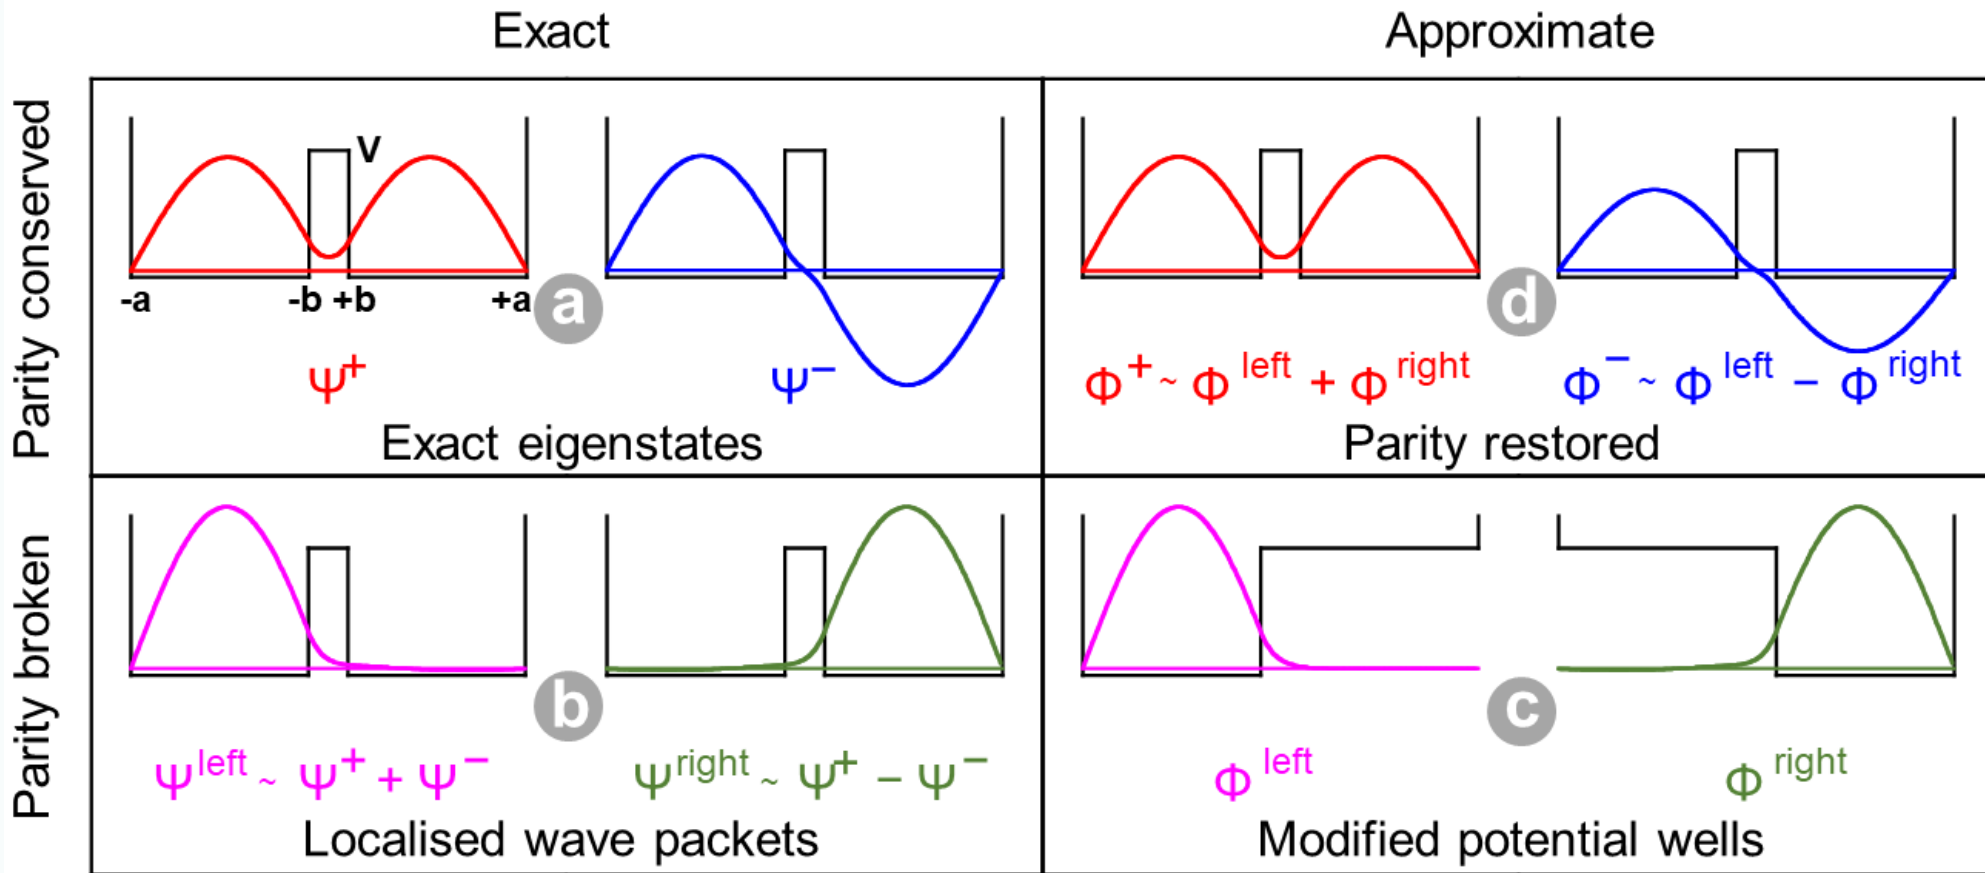 Exact
Approximate
Parity conserved
V
-a
-b +b
+a
a
Ψ⁺
Ψ⁻
Exact eigenstates
d
Φ⁺ ~ Φ ˡᵉᶠᵗ + Φ ʳⁱᵍʰᵗ
Φ⁻ ~ Φ ˡᵉᶠᵗ − Φ ʳⁱᵍʰᵗ
Parity restored
Parity broken
b
Ψˡᵉᶠᵗ ~ Ψ⁺ + Ψ⁻
Ψʳⁱᵍʰᵗ ~ Ψ⁺ − Ψ⁻
Localised wave packets
c
Φ ˡᵉᶠᵗ
Φ ʳⁱᵍʰᵗ
Modified potential wells